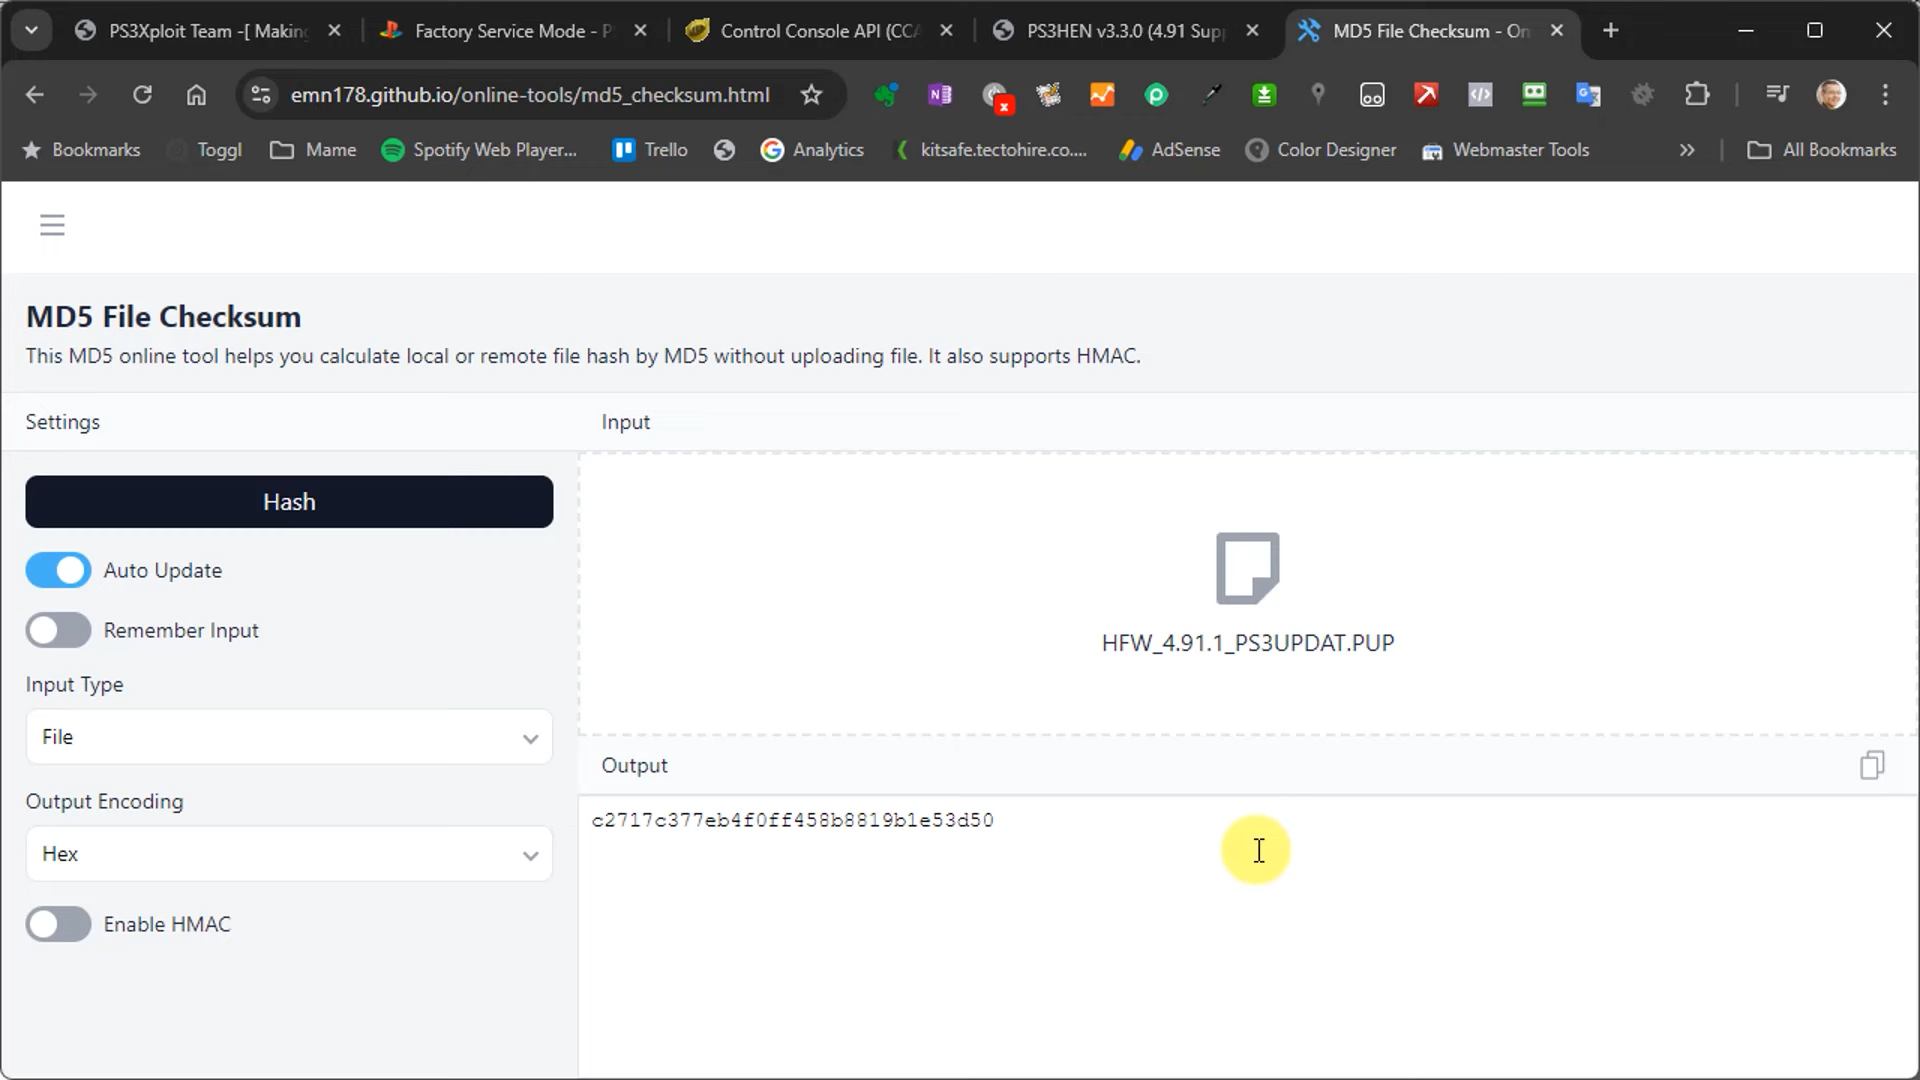 PS3Xploit Team -[ Making
Factory Service Mode - P
Control Console API (CCA
PS3HEN v3.3.0 (4.91 Supp
MD5 File Checksum - On
emn178.github.io/online-tools/md5_checksum.html
Bookmarks
Toggl
Mame
Spotify Web Player...
Trello
Analytics
kitsafe.tectohire.co....
AdSense
Color Designer
Webmaster Tools
All Bookmarks
MD5 File Checksum
This MD5 online tool helps you calculate local or remote file hash by MD5 without uploading file. It also supports HMAC.
Settings
Input
Hash
Auto Update
Remember Input
Input Type
File
Output Encoding
Hex
Enable HMAC
HFW_4.91.1_PS3UPDAT.PUP
Output
c2717c377eb4f0ff458b8819b1e53d50